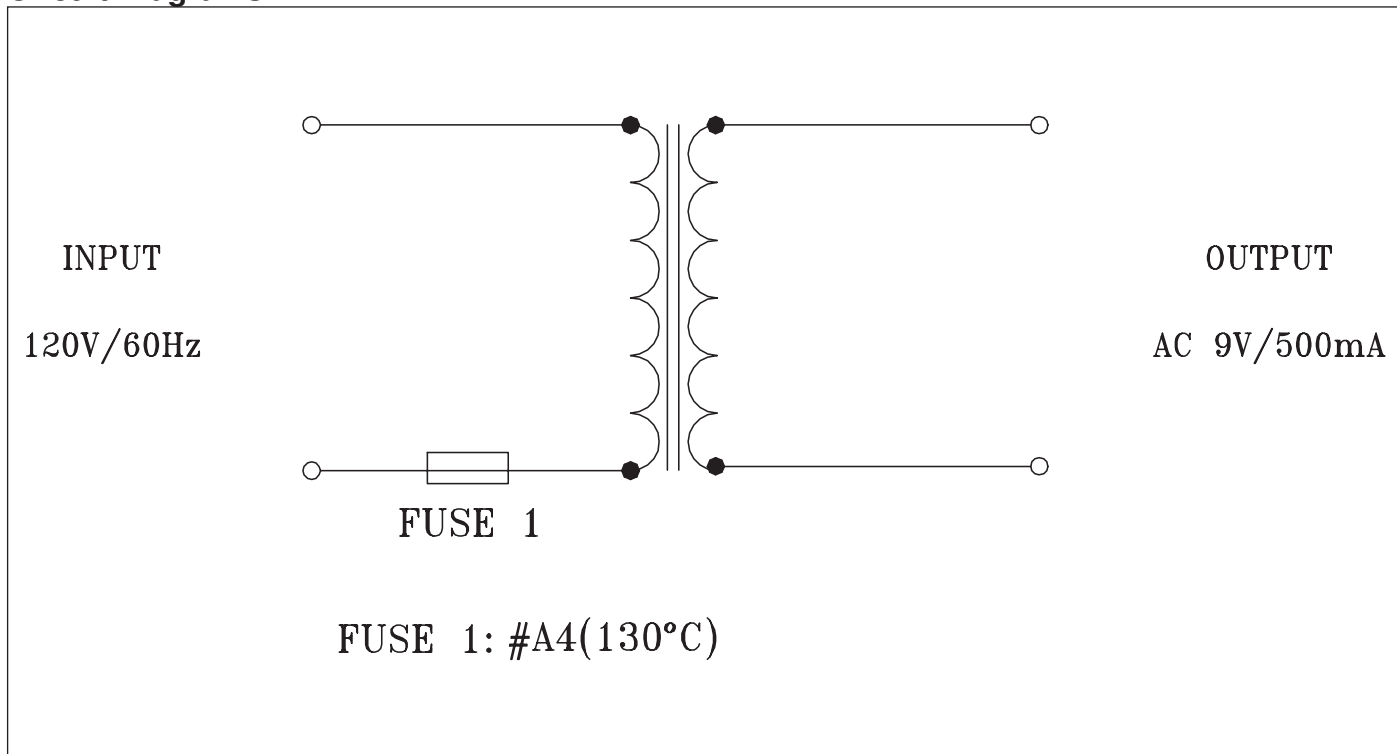 INPUT
120V/60Hz
OUTPUT
AC 9V/500mA
FUSE 1
FUSE 1: #A4(130°C)